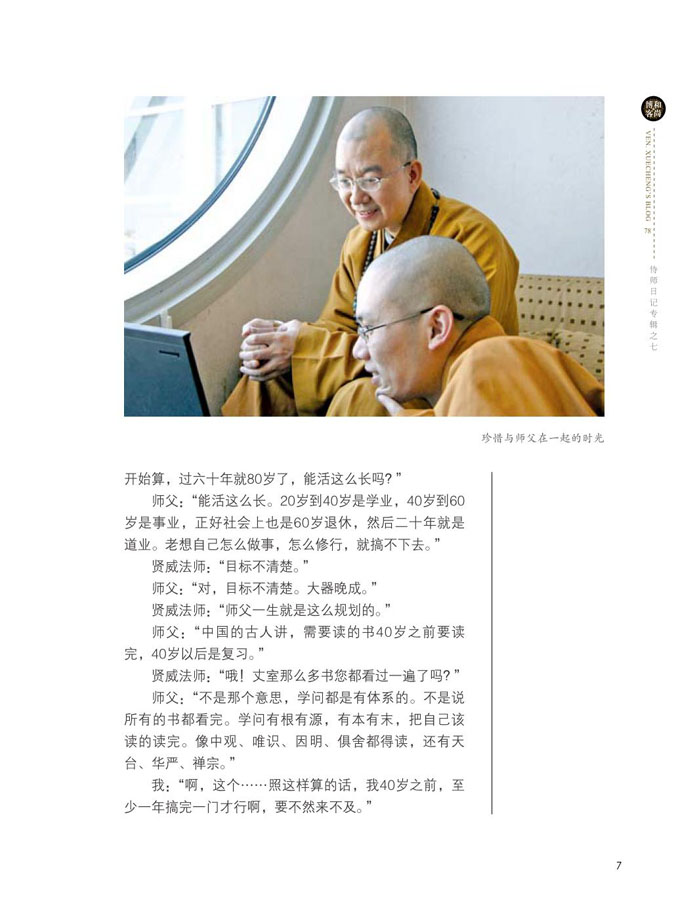 博和
客尚
VEN. XUECHENG'S BLOG 78
侍师日记专辑之七
珍惜与师父在一起的时光
开始算，过六十年就80岁了，能活这么长吗？”
师父：“能活这么长。20岁到40岁是学业，40岁到60
岁是事业，正好社会上也是60岁退休，然后二十年就是
道业。老想自己怎么做事，怎么修行，就搞不下去。”
贤威法师：“目标不清楚。”
师父：“对，目标不清楚。大器晚成。”
贤威法师：“师父一生就是这么规划的。”
师父：“中国的古人讲，需要读的书40岁之前要读
完，40岁以后是复习。”
贤威法师：“哦！丈室那么多书您都看过一遍了吗？”
师父：“不是那个意思，学问都是有体系的。不是说
所有的书都看完。学问有根有源，有本有末，把自己该
读的读完。像中观、唯识、因明、俱舍都得读，还有天
台、华严、禅宗。”
我：“啊，这个……照这样算的话，我40岁之前，至
少一年搞完一门才行啊，要不然来不及。”
7